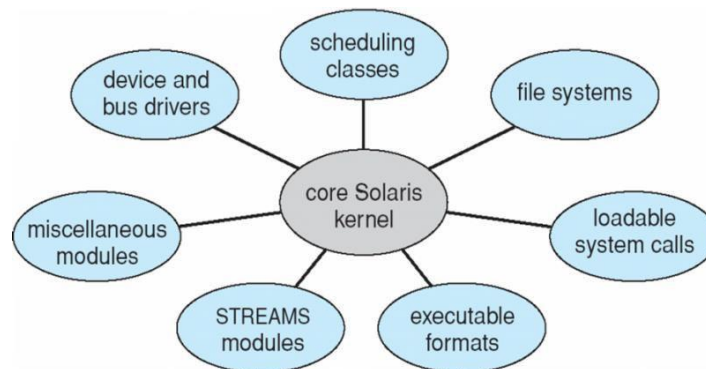 scheduling
classes
device and
bus drivers
file systems
core Solaris
kernel
miscellaneous
modules
loadable
system calls
STREAMS
modules
executable
formats